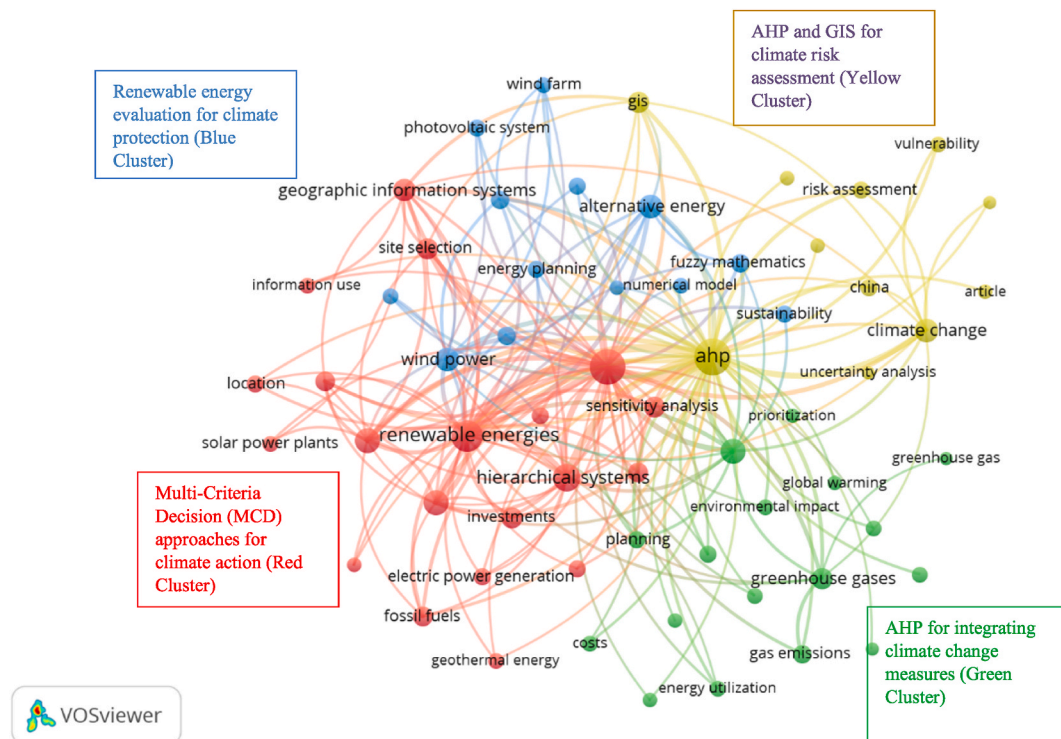 AHP and GIS for
climate risk
assessment (Yellow
Cluster)
Renewable energy
evaluation for climate
protection (Blue
Cluster)
wind farm
gis
photovoltaic system
vulnerability
geographic information systems
risk assessment
alternative energy
site selection
fuzzy mathematics
energy planning
information use
numerical model
china
article
sustainability
climate change
wind power
ahp
location
uncertainty analysis
sensitivity analysis
prioritization
renewable energies
solar power plants
greenhouse gas
hierarchical systems
global warming
Multi-Criteria
Decision (MCD)
approaches for
climate action (Red
Cluster)
environmental impact
investments
planning
electric power generation
greenhouse gases
fossil fuels
AHP for integrating
climate change
measures (Green
Cluster)
costs
gas emissions
geothermal energy
energy utilization
VOSviewer